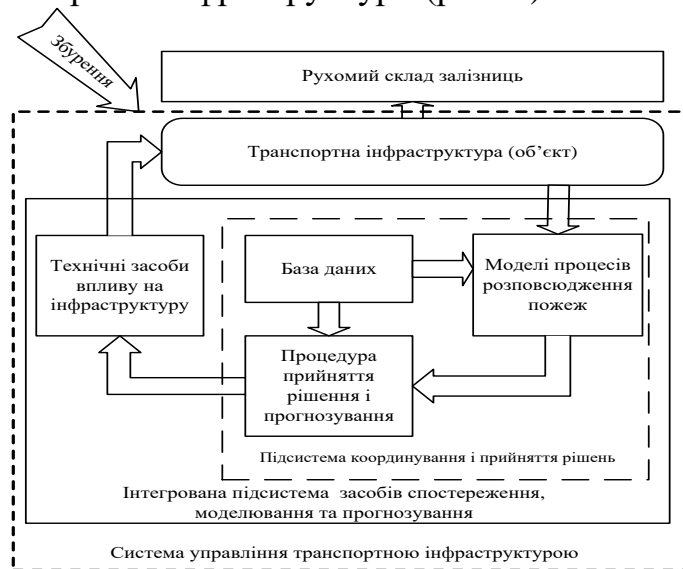 Збурення
Рухомий склад залізниць
Транспортна інфраструктура (об’єкт)
Технічні засоби
впливу на
інфраструктуру
База даних
Моделі процесів
розповсюдження
пожеж
Процедура
прийняття
рішення і
прогнозування
Підсистема координування і прийняття рішень
Інтегрована підсистема засобів спостереження,
моделювання та прогнозування
Система управління транспортною інфраструктурою